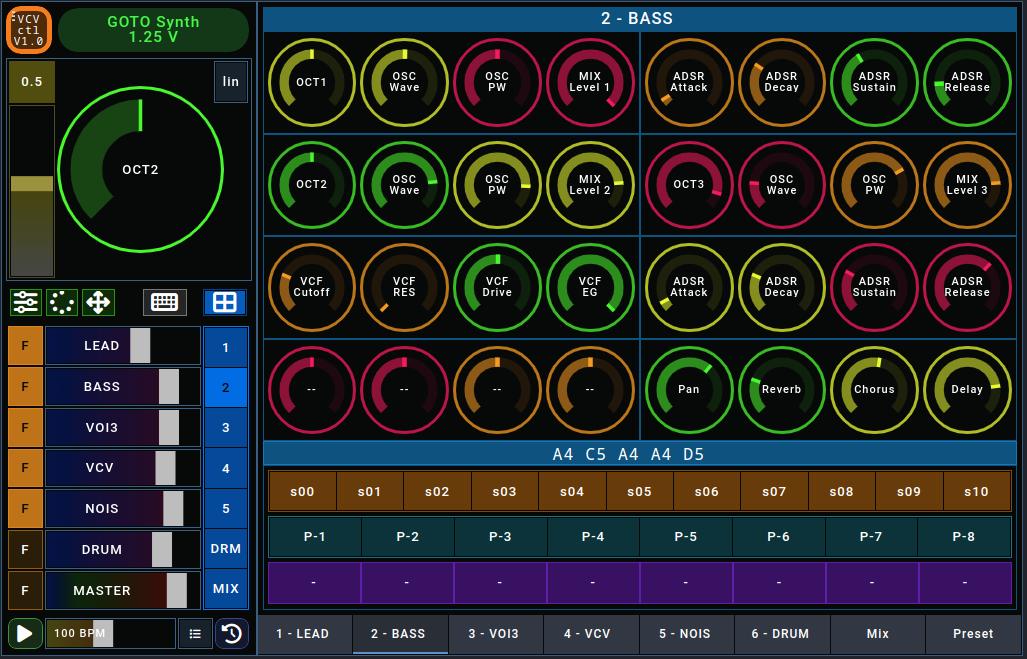 VCV
ctl
V1.0
GOTO Synth
1.25 V
0.5
lin
OCT2
LEAD
BASS
VOI3
VCV
NOIS
DRUM
MASTER
F
F
F
F
F
F
F
1
2
3
4
5
DRM
MIX
100 BPM
2 - BASS
OCT1
OSC
Wave
OSC
PW
MIX
Level 1
ADSR
Attack
ADSR
Decay
ADSR
Sustain
ADSR
Release
OCT2
OSC
Wave
OSC
PW
MIX
Level 2
OCT3
OSC
Wave
OSC
PW
MIX
Level 3
VCF
Cutoff
VCF
RES
VCF
Drive
VCF
EG
ADSR
Attack
ADSR
Decay
ADSR
Sustain
ADSR
Release
--
--
--
--
Pan
Reverb
Chorus
Delay
A4 C5 A4 A4 D5
s00 s01 s02 s03 s04 s05 s06 s07 s08 s09 s10
P-1 P-2 P-3 P-4 P-5 P-6 P-7 P-8
- - - - - - - -
1 - LEAD 2 - BASS 3 - VOI3 4 - VCV 5 - NOIS 6 - DRUM Mix Preset